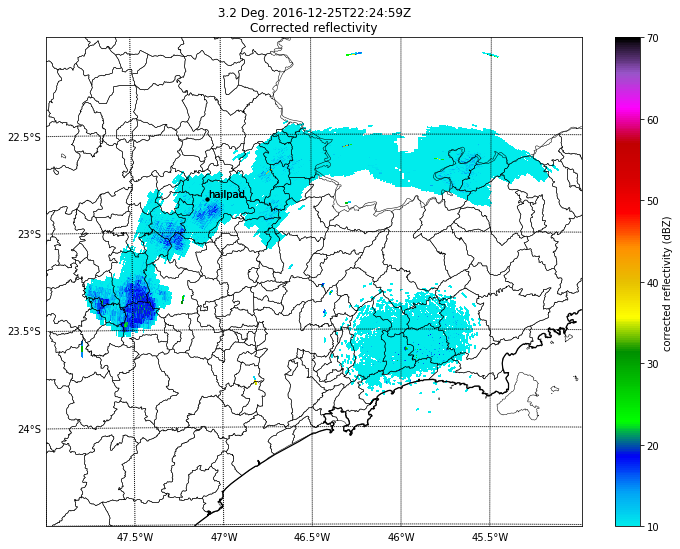 3.2 Deg. 2016-12-25T22:24:59Z
Corrected reflectivity
70
60
50
40
30
20
10
corrected reflectivity (dBZ)
22.5°S
23°S
23.5°S
24°S
hailpad
47.5°W
47°W
46.5°W
46°W
45.5°W